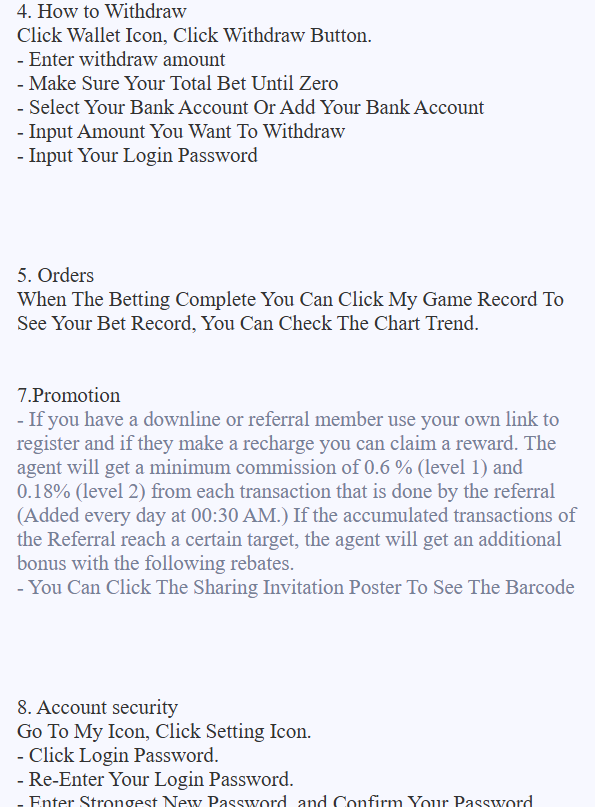 4. How to Withdraw
Click Wallet Icon, Click Withdraw Button.
- Enter withdraw amount
- Make Sure Your Total Bet Until Zero
- Select Your Bank Account Or Add Your Bank Account
- Input Amount You Want To Withdraw
- Input Your Login Password
5. Orders
When The Betting Complete You Can Click My Game Record To
See Your Bet Record, You Can Check The Chart Trend.
7.Promotion
- If you have a downline or referral member use your own link to
register and if they make a recharge you can claim a reward. The
agent will get a minimum commission of 0.6 % (level 1) and
0.18% (level 2) from each transaction that is done by the referral
(Added every day at 00:30 AM.) If the accumulated transactions of
the Referral reach a certain target, the agent will get an additional
bonus with the following rebates.
- You Can Click The Sharing Invitation Poster To See The Barcode
8. Account security
Go To My Icon, Click Setting Icon.
- Click Login Password.
- Re-Enter Your Login Password.
- Enter Strongest New Password, and Confirm Your Password